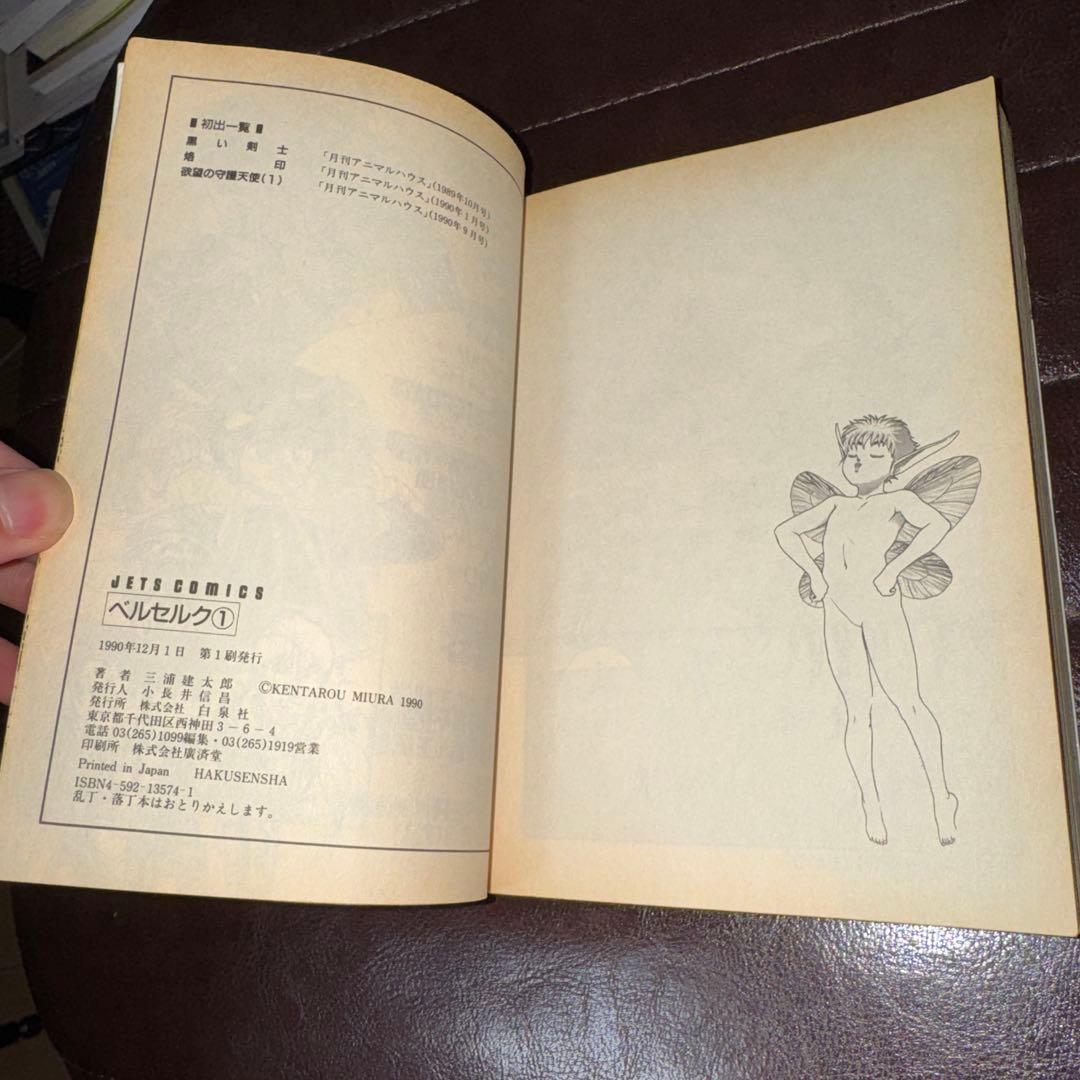 ■初出一覧■
黒い剣士 「月刊アニマルハウス」(1989年10月号)
烙印 「月刊アニマルハウス」(1990年1月号)
欲望の守護天使(1) 「月刊アニマルハウス」(1990年9月号)
JETS COMICS
ベルセルク①
1990年12月1日 第1刷発行
著者 三浦建太郎 ©KENTAROU MIURA 1990
発行人 小長井信昌
発行所 株式会社 白泉社
東京都千代田区西神田3-6-4
電話 03(265)1099編集・03(265)1919営業
印刷所 株式会社廣済堂
Printed in Japan HAKUSENSHA
ISBN4-592-13574-1
乱丁・落丁本はおとりかえします。